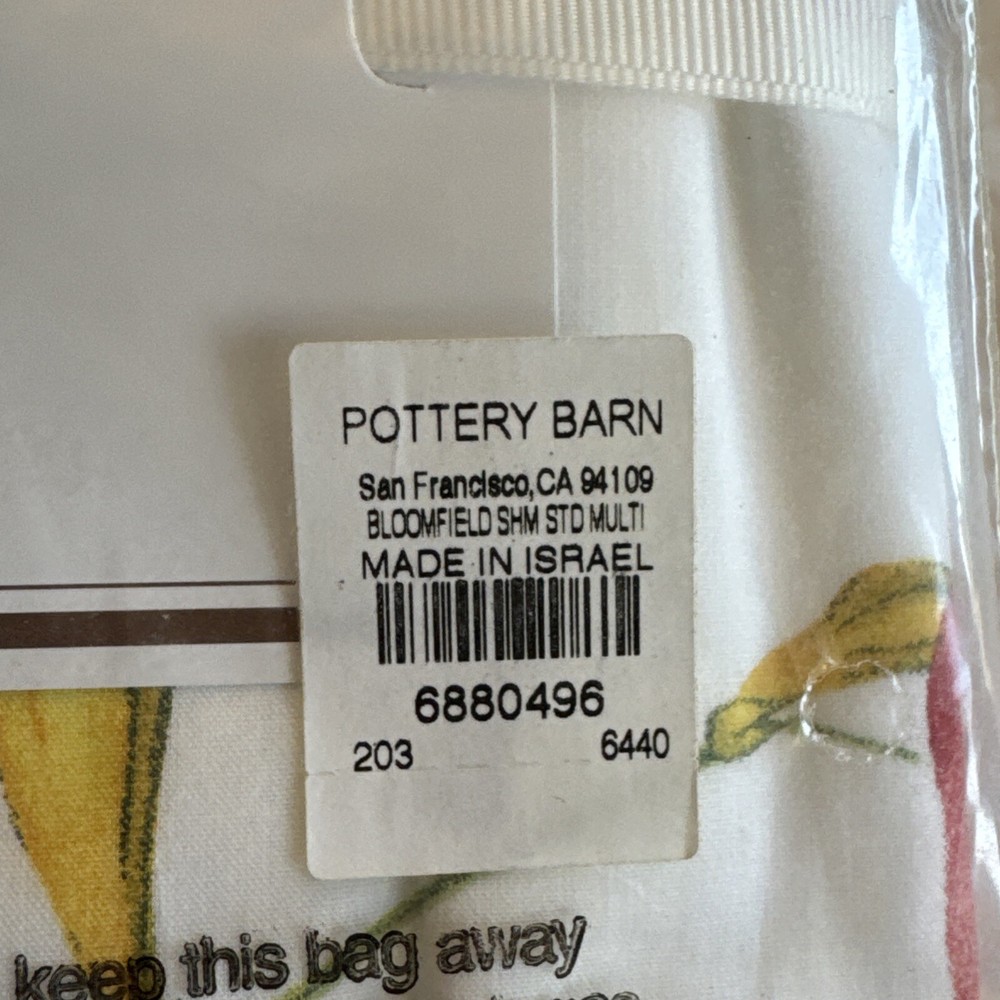 POTTERY BARN
San Francisco, CA 94109
BLOOMFIELD SHM STD MULTI
MADE IN ISRAEL
6880496
203 6440
keep this bag away